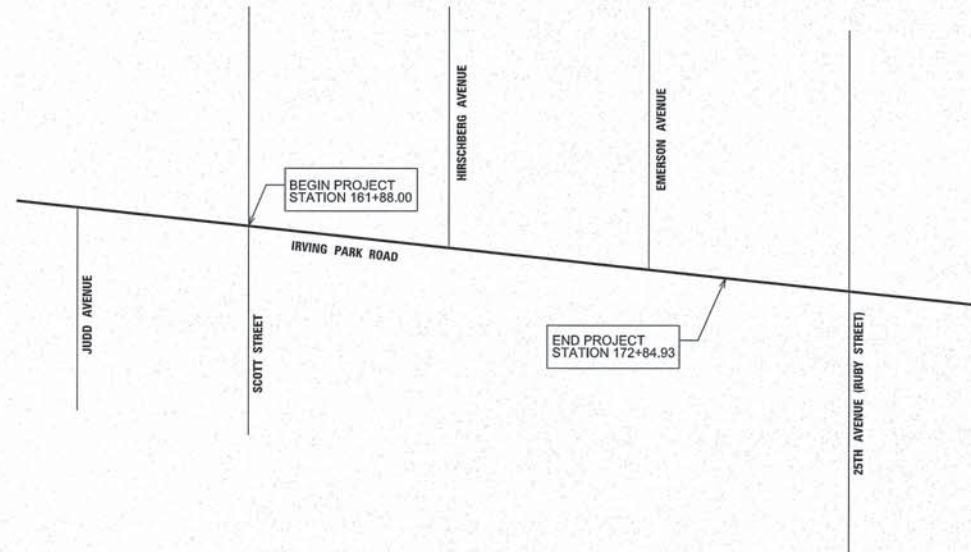 HIRSCHBERG AVENUE
EMERSON AVENUE
BEGIN PROJECT
STATION 161+88.00
IRVING PARK ROAD
JUDD AVENUE
SCOTT STREET
END PROJECT
STATION 172+84.93
25TH AVENUE (RUBY STREET)